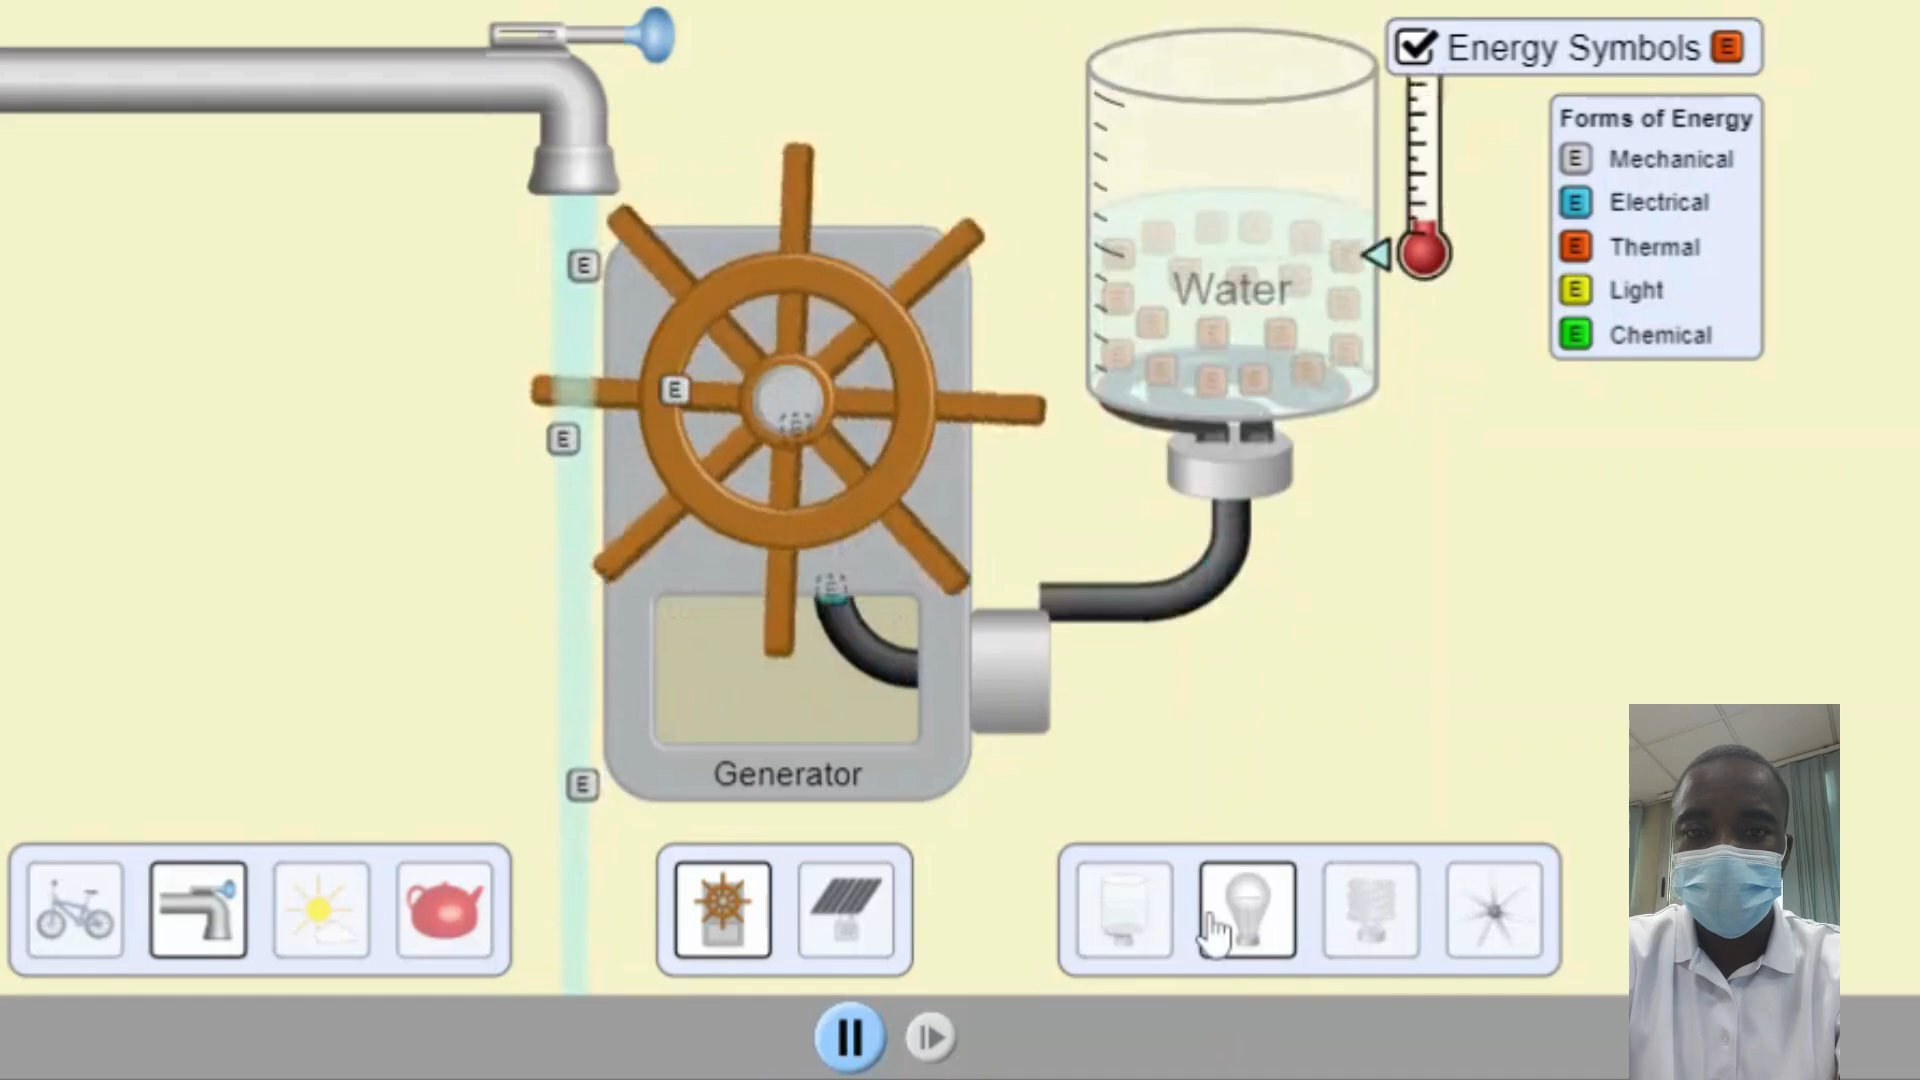 Energy Symbols E
Forms of Energy
E Mechanical
E Electrical
E Thermal
E Light
E Chemical
Water
E
E
E
E
Generator